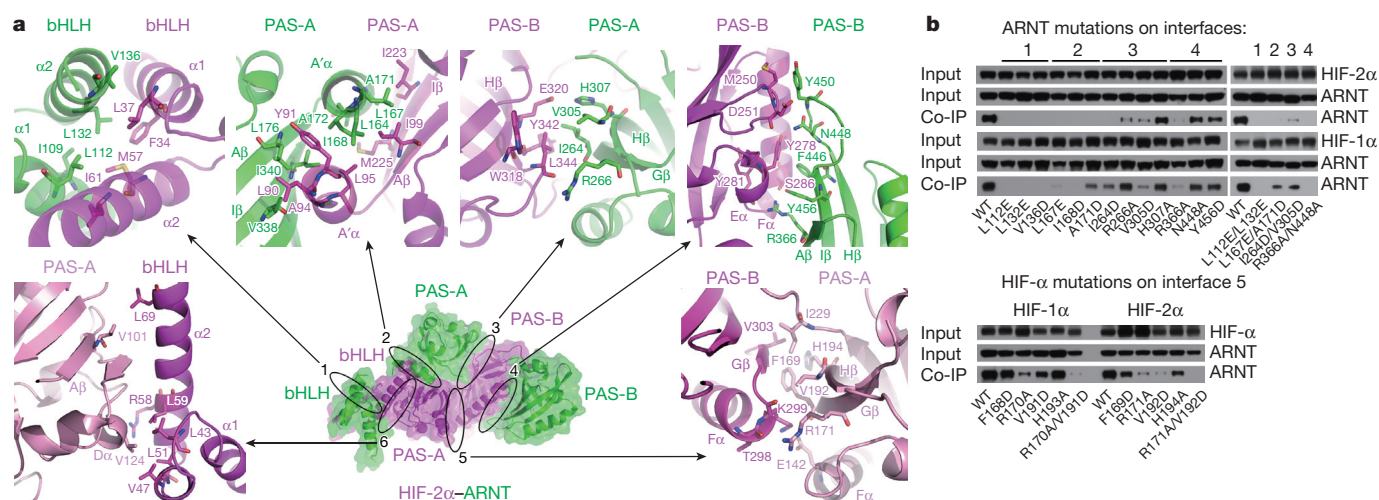 a
bHLH bHLH
V136
α2
α1
L37
L132
F34
α1
I109
L112
M57
I61
α2
PAS-A PAS-A
I223
A′α
A171
Iβ
Y91
A172
L167
L164
I99
L176
I168
Aβ
M225
I340
L90
L95
Aβ
Iβ
A94
V338
A′α
PAS-B PAS-A
Hβ
E320
H307
V305
Y342
I264
Hβ
L344
W318
R266
Gβ
PAS-B PAS-B
M250
Y450
D251
N448
Y278
F446
Y281
S286
Eα
Y456
Fα
R366
Aβ Iβ Hβ
PAS-A bHLH
L69
α2
V101
Aβ
R58
L59
L43
α1
Dα
L51
V124
V47
PAS-A
2
3
PAS-B
bHLH
1
4
bHLH
PAS-B
6
PAS-A
5
HIF-2α–ARNT
PAS-B PAS-A
I229
V303
F169
H194
Gβ
Hβ
V192
K299
Gβ
Fα
R171
T298
E142
Fα
b
ARNT mutations on interfaces:
1 2 3 4 1 2 3 4
Input HIF-2α
Input ARNT
Co-IP ARNT
Input HIF-1α
Input ARNT
Co-IP ARNT
WT
L112E
L132E
V136D
L167E
I168D
A171D
I264D
R266A
V305D
H307A
R366A
N448A
Y456D
WT
L112E/L132E
L167E/A171D
I264D/V305D
R366A/N448A
HIF-α mutations on interface 5
HIF-1α HIF-2α
Input HIF-α
Input ARNT
Co-IP ARNT
WT
F168D
R170A
V191D
H193A
R170A/V191D
WT
F169D
R171A
V192D
H194A
R171A/V192D